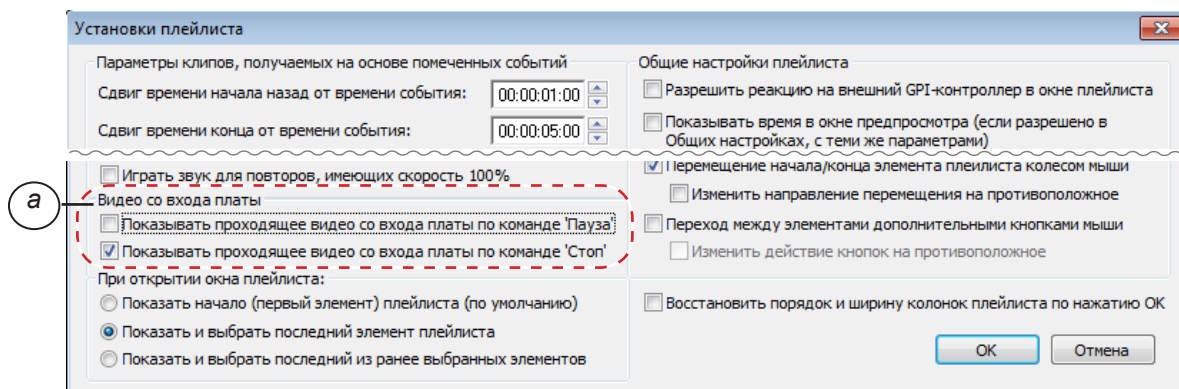 Установки плейлиста
Параметры клипов, получаемых на основе помеченных событий
Сдвиг времени начала назад от времени события: 00:00:01:00
Сдвиг времени конца от времени события: 00:00:05:00
Играть звук для повторов, имеющих скорость 100%
а
Видео со входа платы
Показывать проходящее видео со входа платы по команде 'Пауза'
Показывать проходящее видео со входа платы по команде 'Стоп'
При открытии окна плейлиста:
Показать начало (первый элемент) плейлиста (по умолчанию)
Показать и выбрать последний элемент плейлиста
Показать и выбрать последний из ранее выбранных элементов
Общие настройки плейлиста
Разрешить реакцию на внешний GPI-контроллер в окне плейлиста
Показывать время в окне предпросмотра (если разрешено в
Общих настройках, с теми же параметрами)
Перемещение начала/конца элемента плейлиста колесом мыши
Изменить направление перемещения на противоположное
Переход между элементами дополнительными кнопками мыши
Изменить действие кнопок на противоположное
Восстановить порядок и ширину колонок плейлиста по нажатию ОК
ОК Отмена